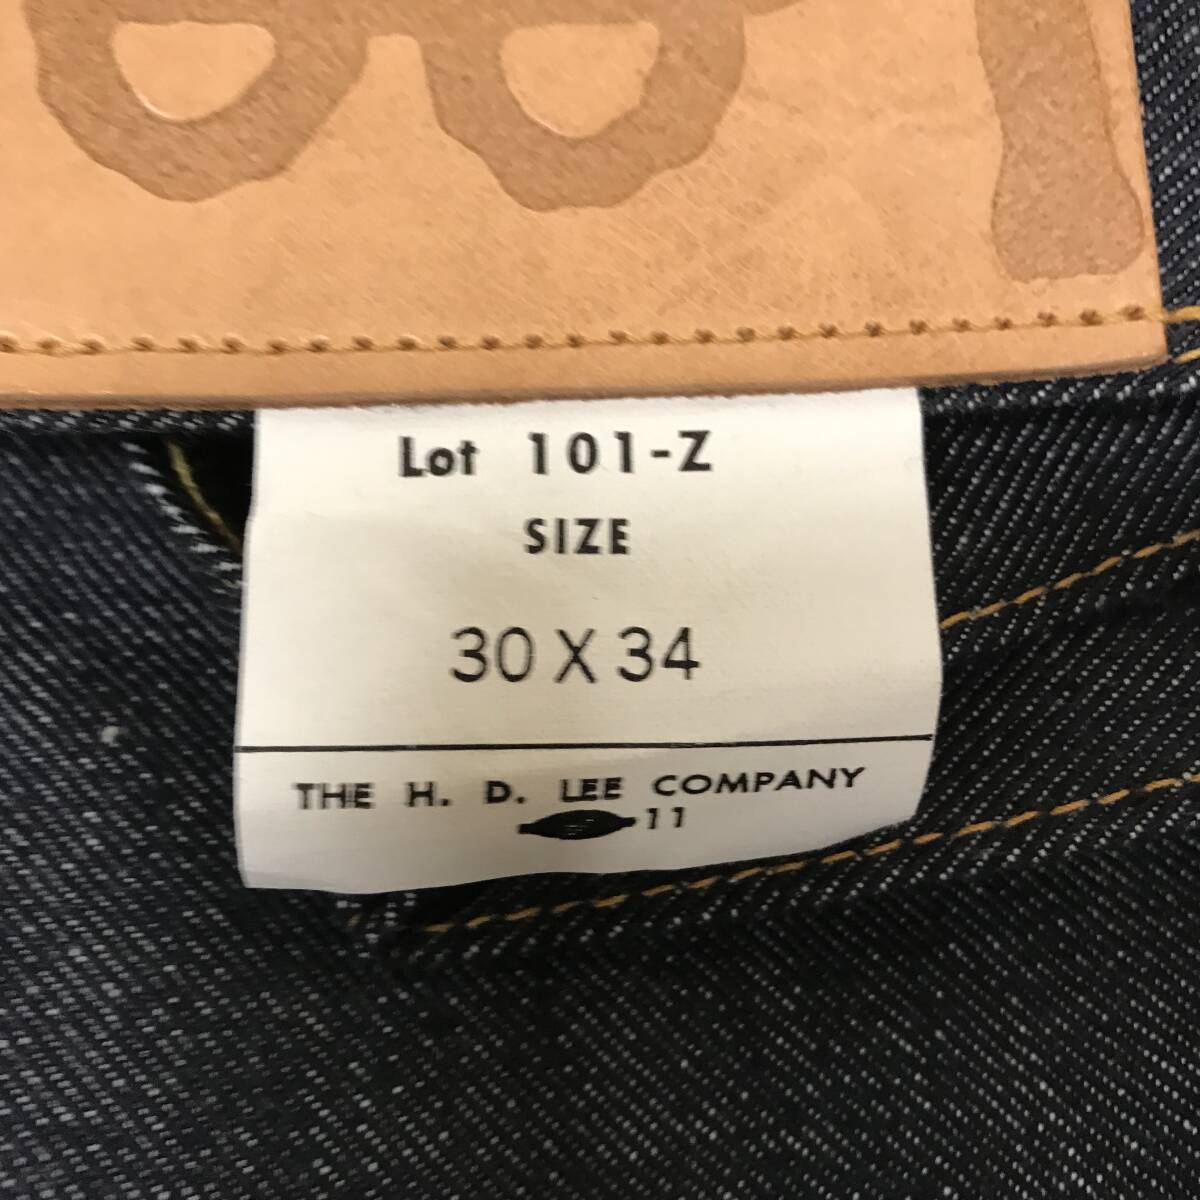 Lot 101-Z
SIZE
30 X 34
THE H. D. LEE COMPANY
11